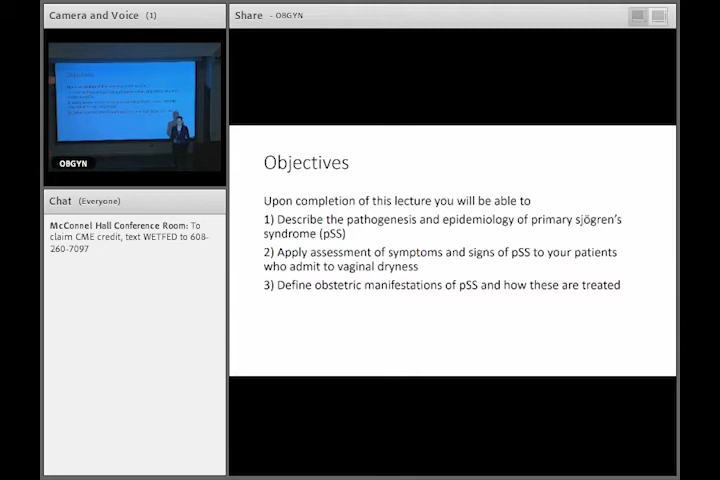 Camera and Voice (1)
OBGYN
Chat (Everyone)
McConnel Hall Conference Room: To
claim CME credit, text WETFED to 608-
260-7097
Share - OBGYN
Objectives
Upon completion of this lecture you will be able to
1) Describe the pathogenesis and epidemiology of primary sjögren's
syndrome (pSS)
2) Apply assessment of symptoms and signs of pSS to your patients
who admit to vaginal dryness
3) Define obstetric manifestations of pSS and how these are treated